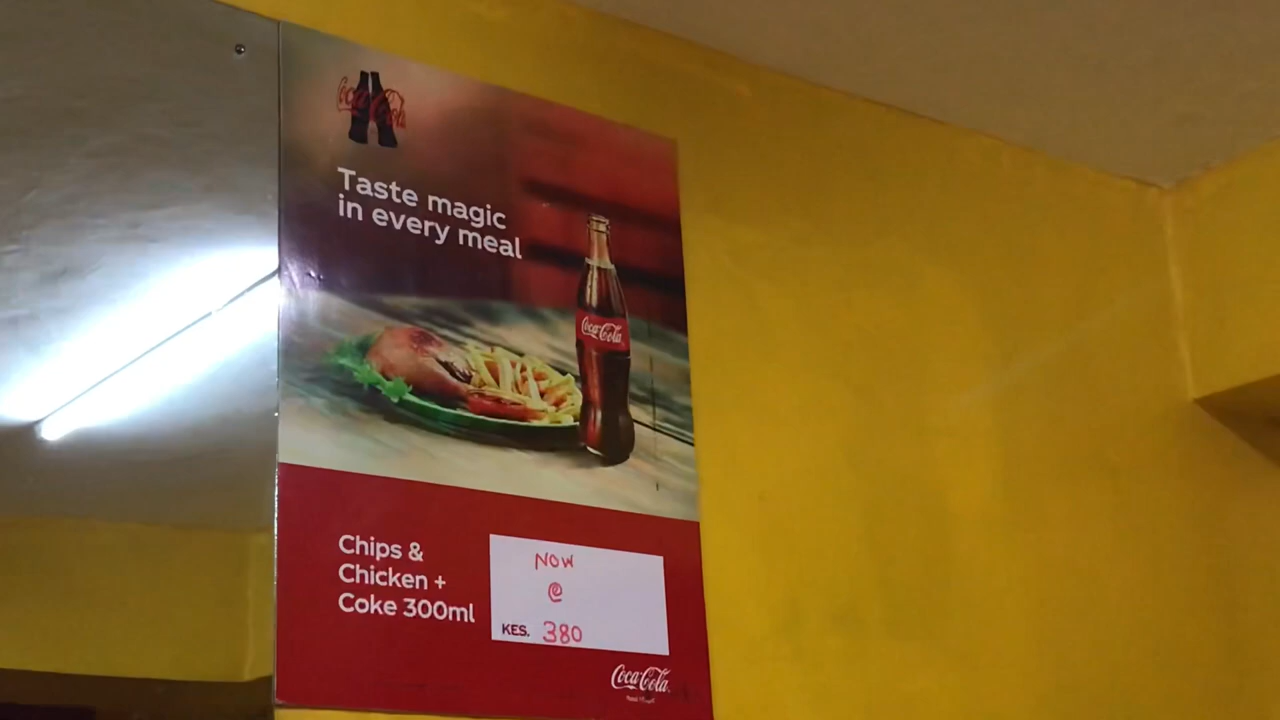 Coca-Cola
Taste magic
in every meal
Coca-Cola
Chips &
Chicken +
Coke 300ml
NOW
@
KES. 380
Coca-Cola